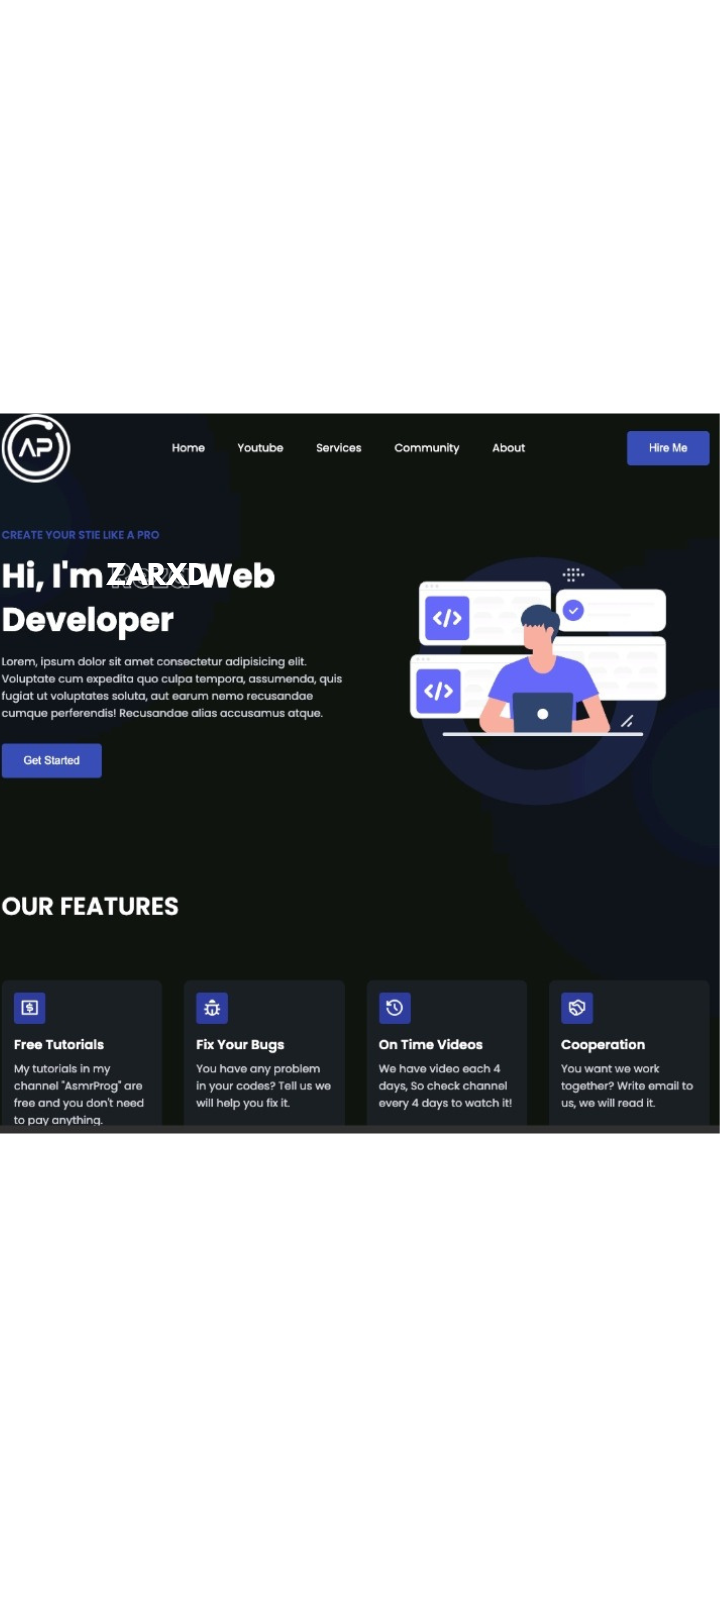 AP
Home Youtube Services Community About Hire Me
CREATE YOUR STIE LIKE A PRO
Hi, I'm ZARXD Web
Developer
Lorem, ipsum dolor sit amet consectetur adipisicing elit.
Voluptate cum expedita quo culpa tempora, assumenda, quis
fugiat ut voluptates soluta, aut earum nemo recusandae
cumque perferendis! Recusandae alias accusamus atque.
</>
</>
Get Started
OUR FEATURES
Free Tutorials
My tutorials in my
channel "AsmrProg" are
free and you don't need
to pay anything.
Fix Your Bugs
You have any problem
in your codes? Tell us we
will help you fix it.
On Time Videos
We have video each 4
days, So check channel
every 4 days to watch it!
Cooperation
You want we work
together? Write email to
us, we will read it.